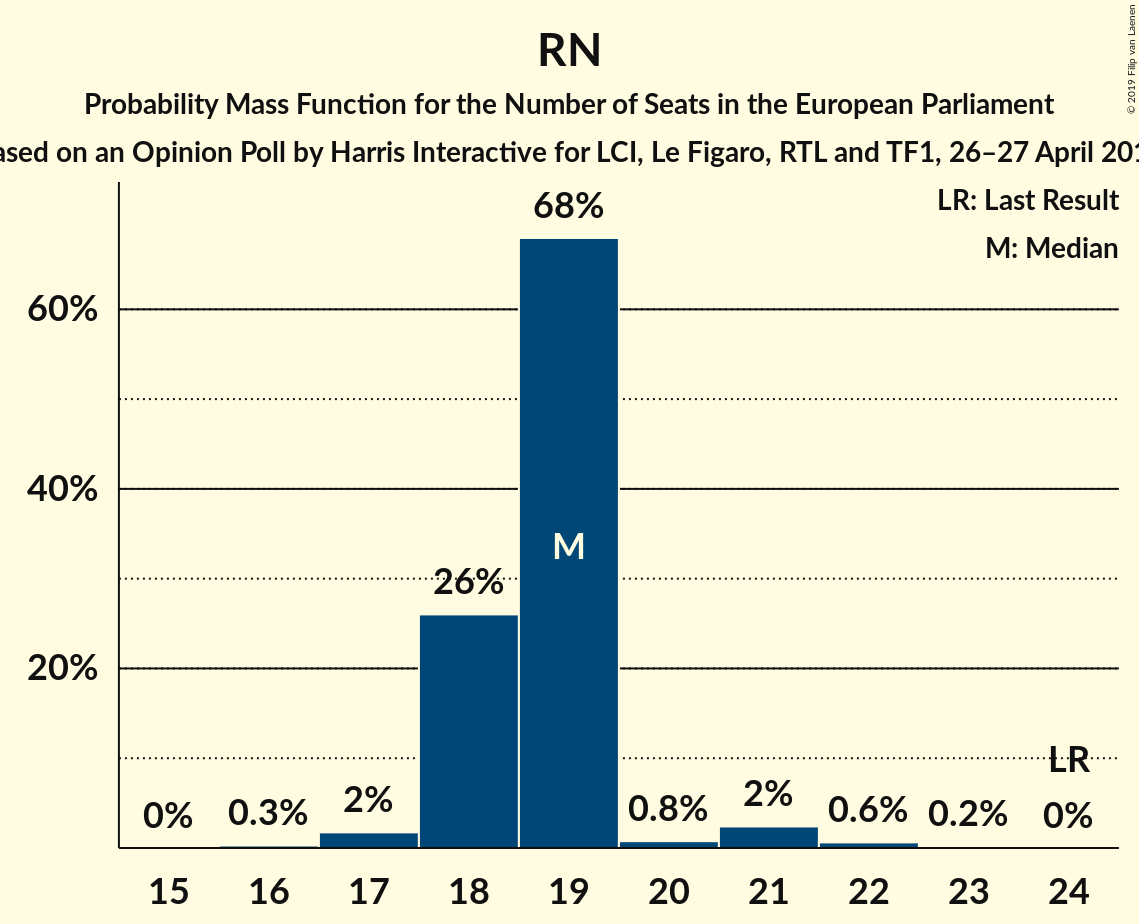 © 2019 Filip van Laenen
RN
Probability Mass Function for the Number of Seats in the European Parliament
ased on an Opinion Poll by Harris Interactive for LCI, Le Figaro, RTL and TF1, 26–27 April 201
LR: Last Result
M: Median
68%
60%
40%
M
26%
20%
LR
0% 0.3% 2% 0.8% 2% 0.6% 0.2% 0%
15 16 17 18 19 20 21 22 23 24